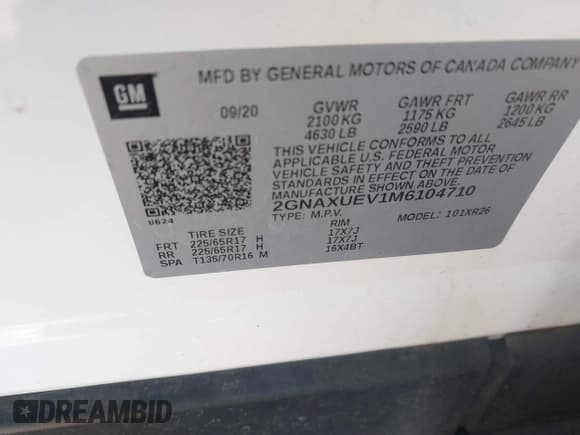 GM
MFD BY GENERAL MOTORS OF CANADA COMPANY
09/20 GVWR GAWR FRT GAWR RR
2100 KG 1175 KG 1200 KG
4630 LB 2590 LB 2645 LB
THIS VEHICLE CONFORMS TO ALL
APPLICABLE U.S. FEDERAL MOTOR
VEHICLE SAFETY AND THEFT PREVENTION
STANDARDS IN EFFECT ON THE DATE OF
MANUFACTURE SHOWN ABOVE.
2GNAXUEV1M6104710
TYPE: M.P.V. MODEL: 101XR26
0624
TIRE SIZE RIM
FRT 225/65R17 H 17X7J
RR 225/65R17 H 17X7J
SPA T135/70R16 M 16X4BT
DREAMBID